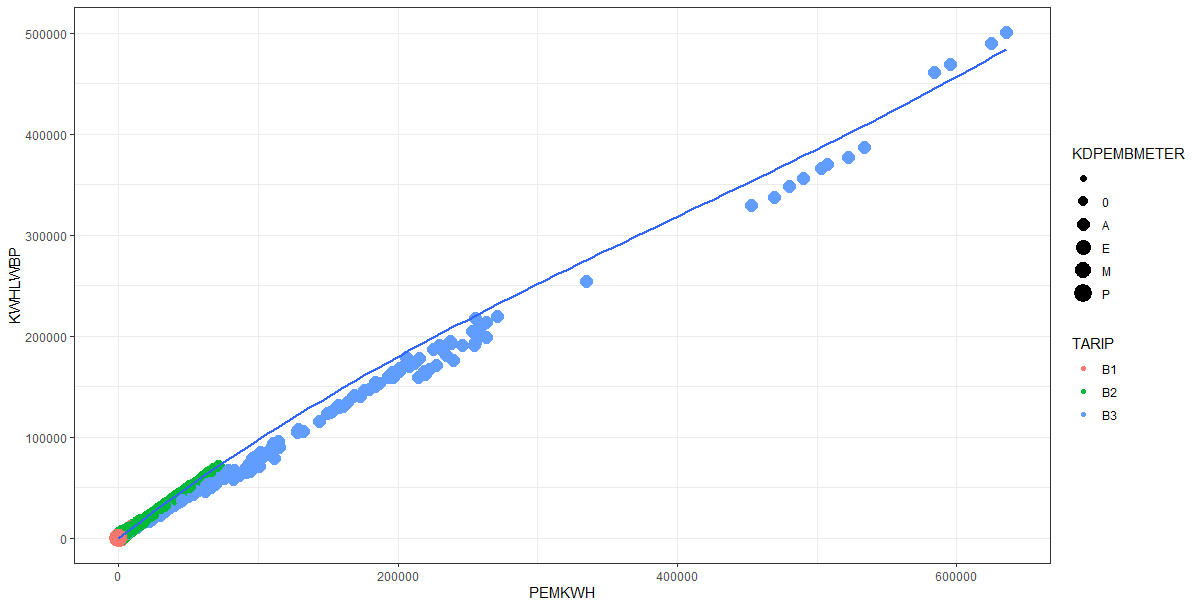 500000
400000
300000
200000
100000
0
0
200000
400000
600000
PEMKWH
KWHLWBP
KDPEMBMETER
0
A
E
M
P
TARIP
B1
B2
B3